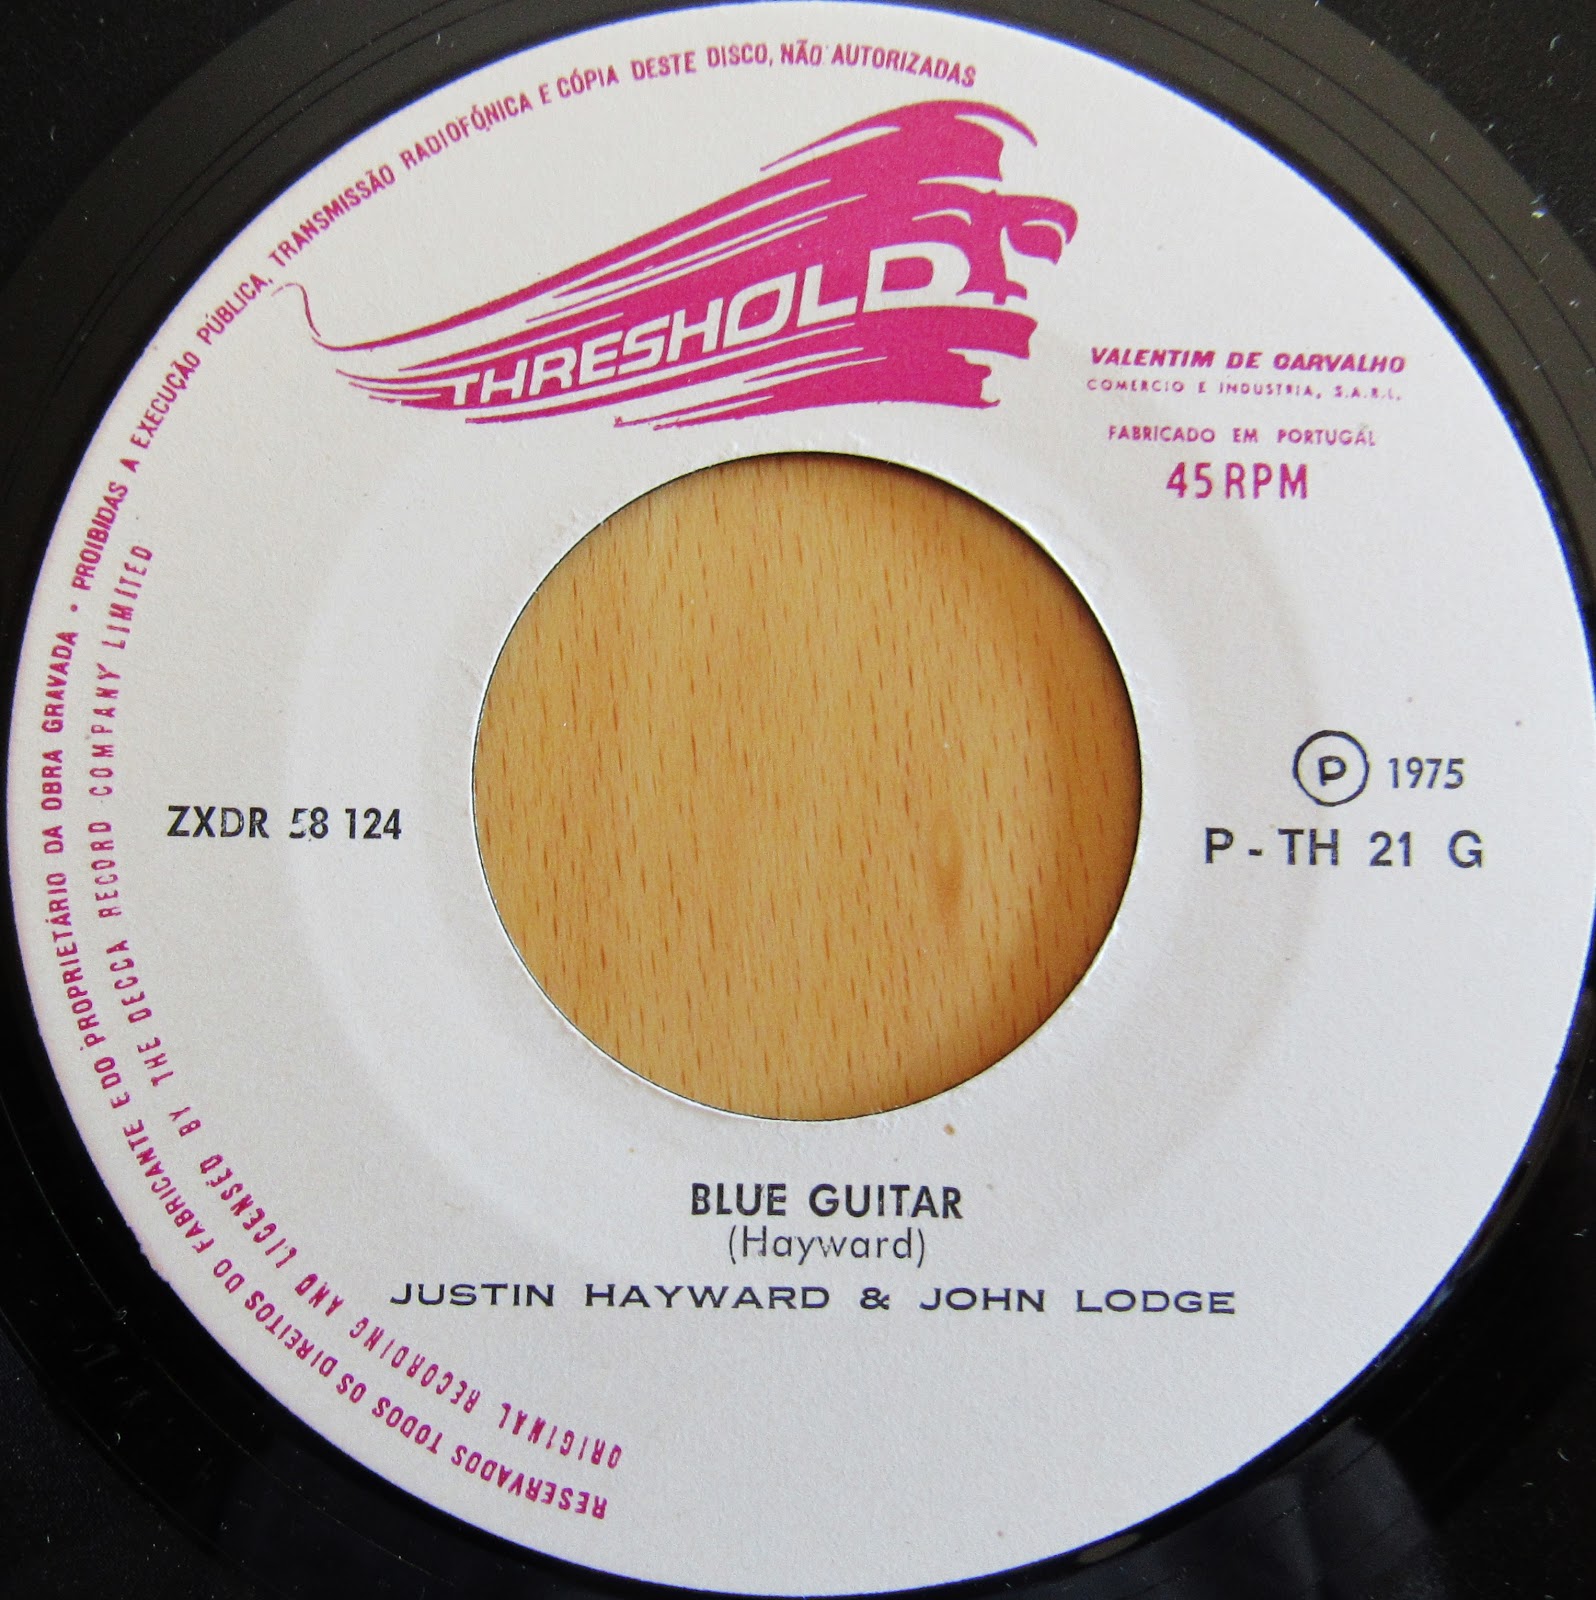 RESERVADOS TODOS OS DIREITOS DO FABRICANTE E DO PROPRIETÁRIO DA OBRA GRAVADA • PROIBIDAS A EXECUÇÃO PÚBLICA, TRANSMISSÃO RADIOFÓNICA E CÓPIA DESTE DISCO, NÃO AUTORIZADAS
ORIGINAL RECORDING AND LICENSED BY THE DECCA RECORD COMPANY LIMITED
THRESHOLD
VALENTIM DE CARVALHO
COMERCIO E INDUSTRIA, S.A.R.L.
FABRICADO EM PORTUGAL
45 RPM
ZXDR 58 124
Ⓟ 1975
P - TH 21 G
BLUE GUITAR
(Hayward)
JUSTIN HAYWARD & JOHN LODGE